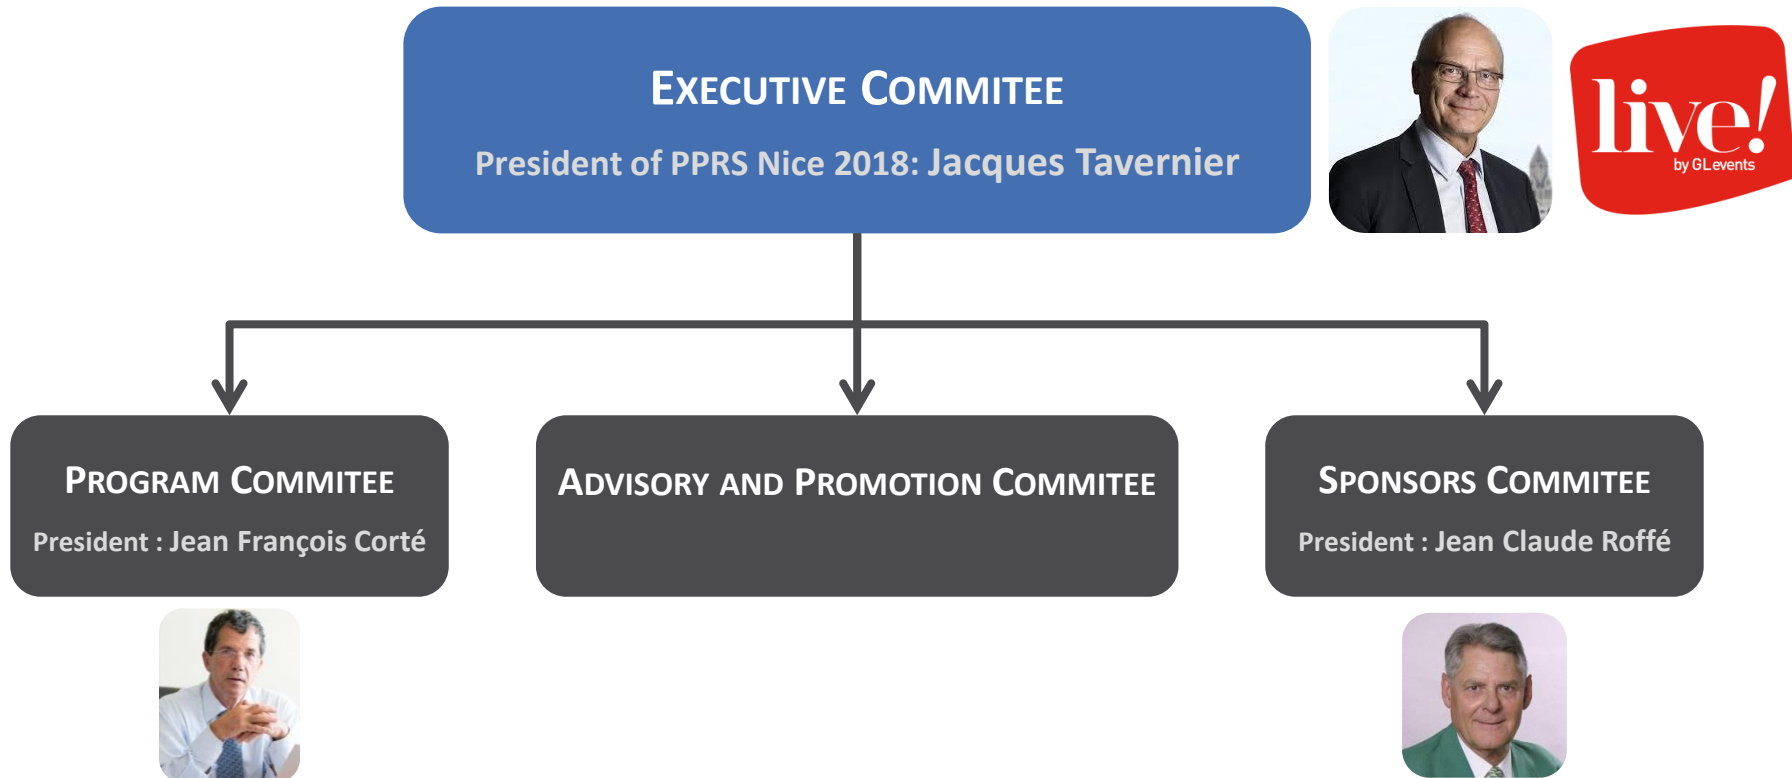 EXECUTIVE COMMITEE
President of PPRS Nice 2018: Jacques Tavernier
live!
by GL events
PROGRAM COMMITEE
President : Jean François Corté
ADVISORY AND PROMOTION COMMITEE
SPONSORS COMMITEE
President : Jean Claude Roffé